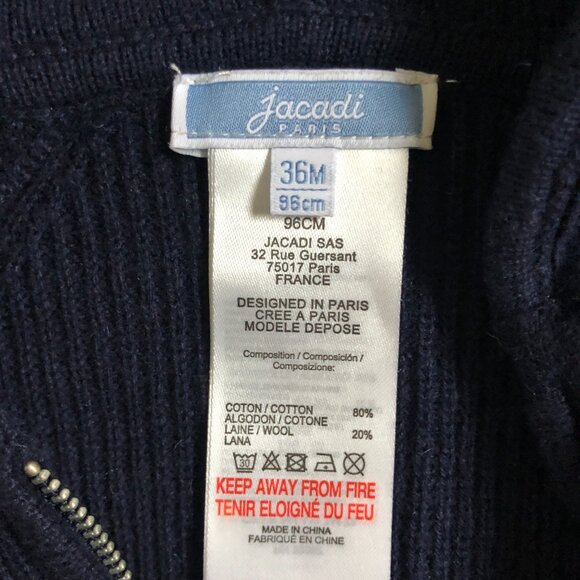 jacadi
PARIS
36M
96cm
96CM
JACADI SAS
32 Rue Guersant
75017 Paris
FRANCE
DESIGNED IN PARIS
CREE A PARIS
MODELE DEPOSE
Composition / Composición /
Composizione:
COTON / COTTON 80%
ALGODON / COTONE
LAINE / WOOL 20%
LANA
30
KEEP AWAY FROM FIRE
TENIR ELOIGNÉ DU FEU
MADE IN CHINA
FABRIQUÉ EN CHINE